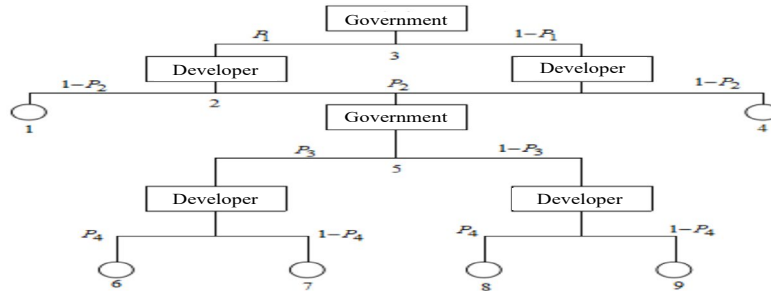 Government
P₁ 1-P₁
3
Developer Developer
1-P₂ P₂ 1-P₂
2
Government
1 4
P₃ 1-P₃
5
Developer Developer
P₄ 1-P₄ P₄ 1-P₄
6 7 8 9